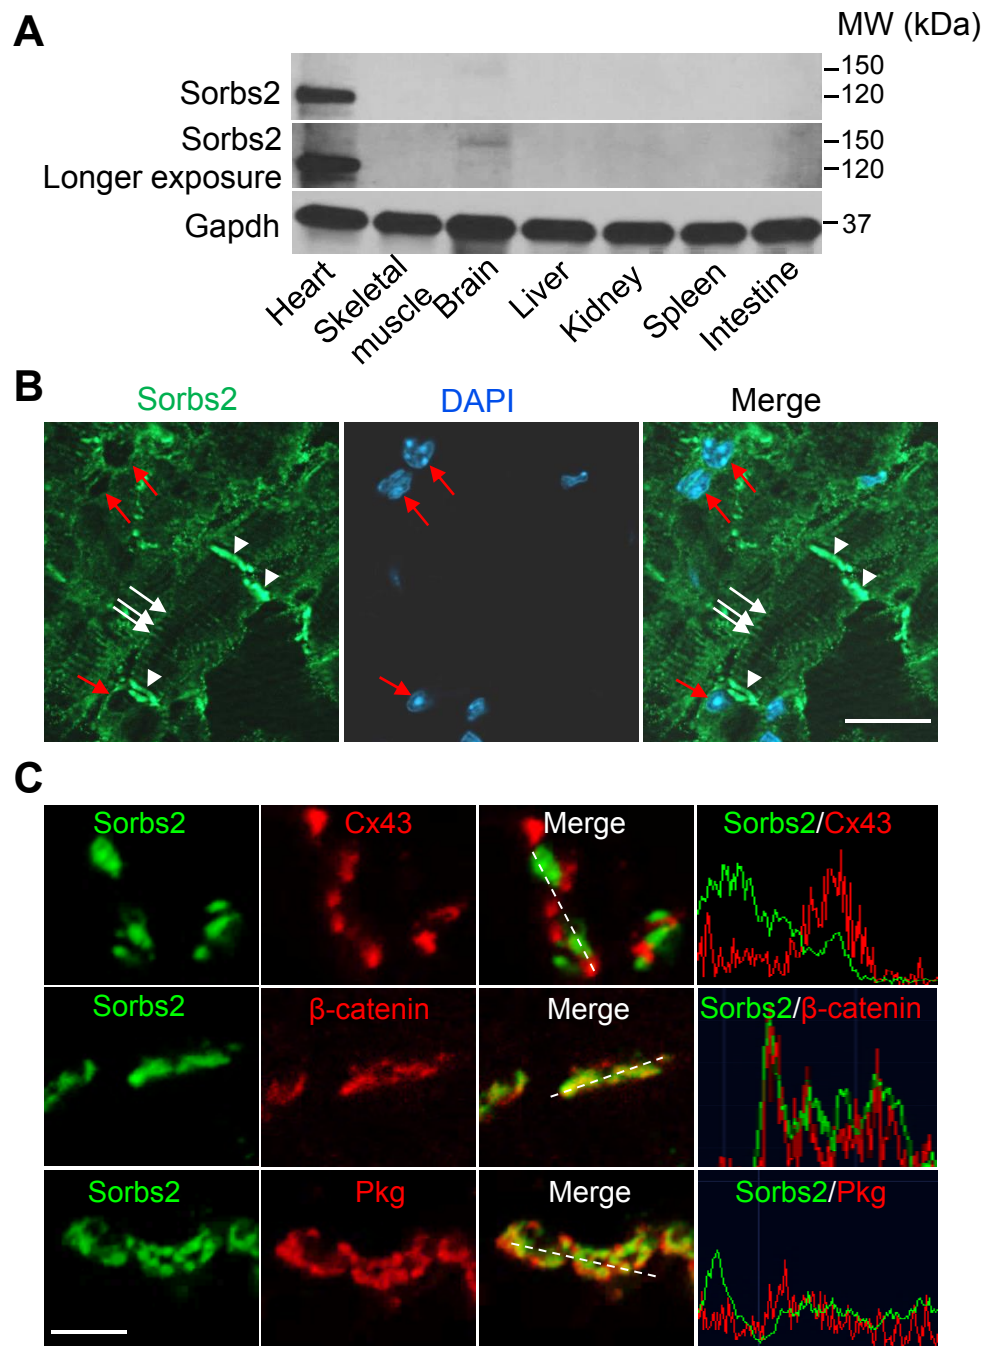 A
MW (kDa)
Sorbs2
150
120
Sorbs2
Longer exposure
150
120
Gapdh
37
Heart
Skeletal
muscle
Brain
Liver
Kidney
Spleen
Intestine
B
Sorbs2
DAPI
Merge
C
Sorbs2
Cx43
Merge
Sorbs2/Cx43
Sorbs2
β-catenin
Merge
Sorbs2/β-catenin
Sorbs2
Pkg
Merge
Sorbs2/Pkg